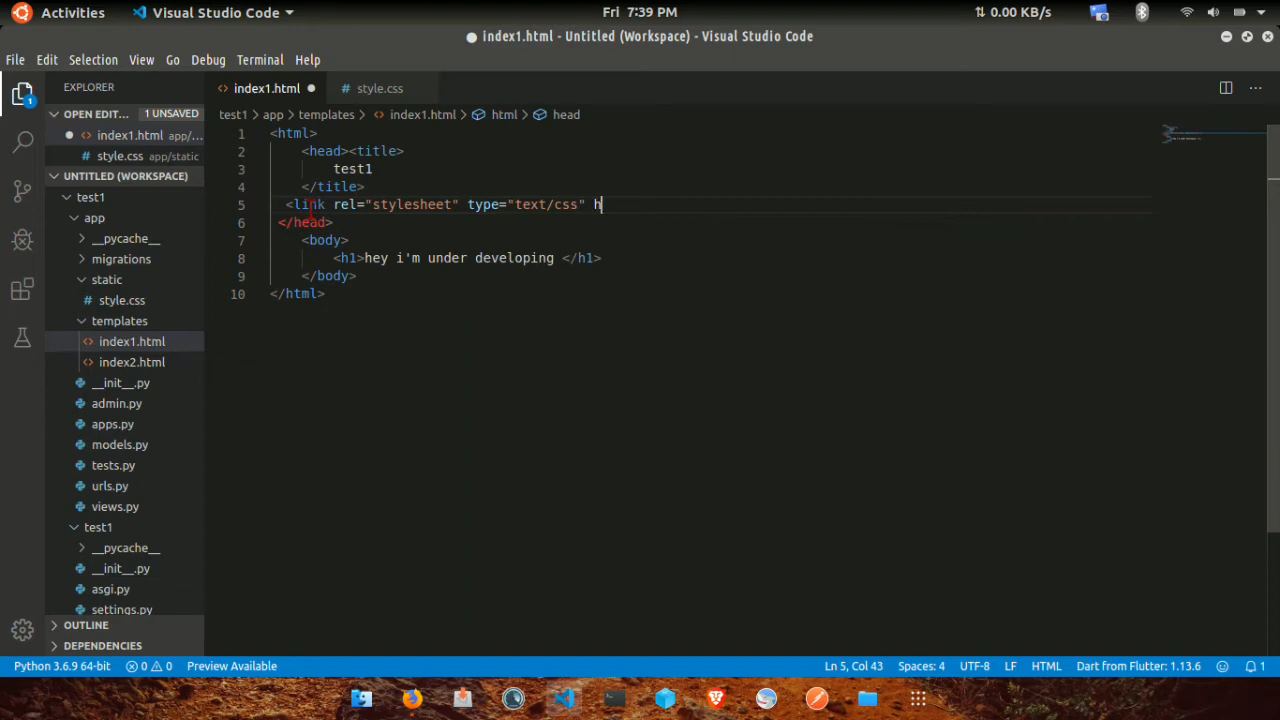 Activities Visual Studio Code Fri 7:39 PM 0.00 KB/s
index1.html - Untitled (Workspace) - Visual Studio Code
File Edit Selection View Go Debug Terminal Help
EXPLORER index1.html # style.css
OPEN EDIT... 1 UNSAVED
test1 > app > templates > index1.html > html > head
index1.html app/...
# style.css app/static
UNTITLED (WORKSPACE)
test1
app
__pycache__
migrations
static
# style.css
templates
index1.html
index2.html
__init__.py
admin.py
apps.py
models.py
tests.py
urls.py
views.py
test1
__pycache__
__init__.py
asgi.py
settings.py
OUTLINE
DEPENDENCIES
1 <html>
2 <head><title>
3 test1
4 </title>
5 <link rel="stylesheet" type="text/css" h
6 </head>
7 <body>
8 <h1>hey i'm under developing </h1>
9 </body>
10 </html>
1
Python 3.6.9 64-bit 0 0 Preview Available Ln 5, Col 43 Spaces: 4 UTF-8 LF HTML Dart from Flutter: 1.13.6 1